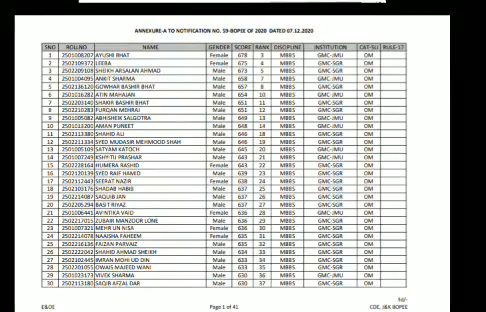 ANNEXURE-A TO NOTIFICATION NO. 59-BOPEE OF 2020 DATED 07.12.2020
SNO ROLLNO NAME GENDER SCORE RANK DISCIPLINE INSTITUTION CAT-SLI RULE-17
1 2501008207 AYUSHI BHAT Female 678 3 MBBS GMC-JMU OM
2 2502109372 LEEBA Female 675 4 MBBS GMC-SGR OM
3 2502209108 SHEIKH ARSALAN AHMAD Male 673 5 MBBS GMC-SGR OM
4 2501004095 ANKIT SHARMA Male 658 7 MBBS GMC-JMU OM
5 2502136120 GOWHAR BASHIR BHAT Male 657 8 MBBS GMC-SGR OM
6 2501016282 ATIN MAHAJAN Male 654 10 MBBS GMC-JMU OM
7 2502203140 SHAKIR BASHIR BHAT Male 651 11 MBBS GMC-SGR OM
8 2502210283 FURQAN MEHRAJ Male 651 12 MBBS GMC-SGR OM
9 2501005082 ABHISHEIK SALGOTRA Male 649 13 MBBS GMC-JMU OM
10 2501013200 AMAN PUNEET Male 648 14 MBBS GMC-JMU OM
11 2502113380 SHAHID ALI Male 646 18 MBBS GMC-SGR OM
12 2502211334 SYED MUDASIR MEHMOOD SHAH Male 646 19 MBBS GMC-SGR OM
13 2501005109 SATYAM KATOCH Male 645 20 MBBS GMC-JMU OM
14 2501007249 KSHYTIJ PRASHAR Male 643 21 MBBS GMC-JMU OM
15 2502228164 HUMERA RASHID Female 643 22 MBBS GMC-SGR OM
16 2502120139 SYED RAIF HAMID Male 639 23 MBBS GMC-SGR OM
17 2502112443 SEERAT NAZIR Female 638 24 MBBS GMC-SGR OM
18 2502103176 SHADAB HABIB Male 637 25 MBBS GMC-SGR OM
19 2502214087 SAQUIB JAN Male 637 26 MBBS GMC-SGR OM
20 2502205294 BASIT RIYAZ Male 637 27 MBBS GMC-SGR OM
21 2501006441 AVNTIKA VAID Female 636 28 MBBS GMC-JMU OM
22 2502217015 ZUBAIR MANZOOR LONE Male 636 29 MBBS GMC-SGR OM
23 2501007321 MEHR UN NISA Female 636 30 MBBS GMC-SGR OM
24 2502214078 NAAISHA FAHEEM Female 635 31 MBBS GMC-SGR OM
25 2502216136 FAIZAN PARVAIZ Male 635 32 MBBS GMC-SGR OM
26 2502222042 SHAHID AHMAD SHEIKH Male 634 33 MBBS GMC-SGR OM
27 2502102445 IMRAN MOHI UD DIN Male 633 34 MBBS GMC-SGR OM
28 2502201055 OWAIS MAJEED WANI Male 633 35 MBBS GMC-SGR OM
29 2501023173 VIVEK SHARMA Male 630 36 MBBS GMC-JMU OM
30 2502113180 SAQIB AFZAL DAR Male 630 37 MBBS GMC-SGR OM
Sd/-
E&OE Page 1 of 41 COE, J&K BOPEE